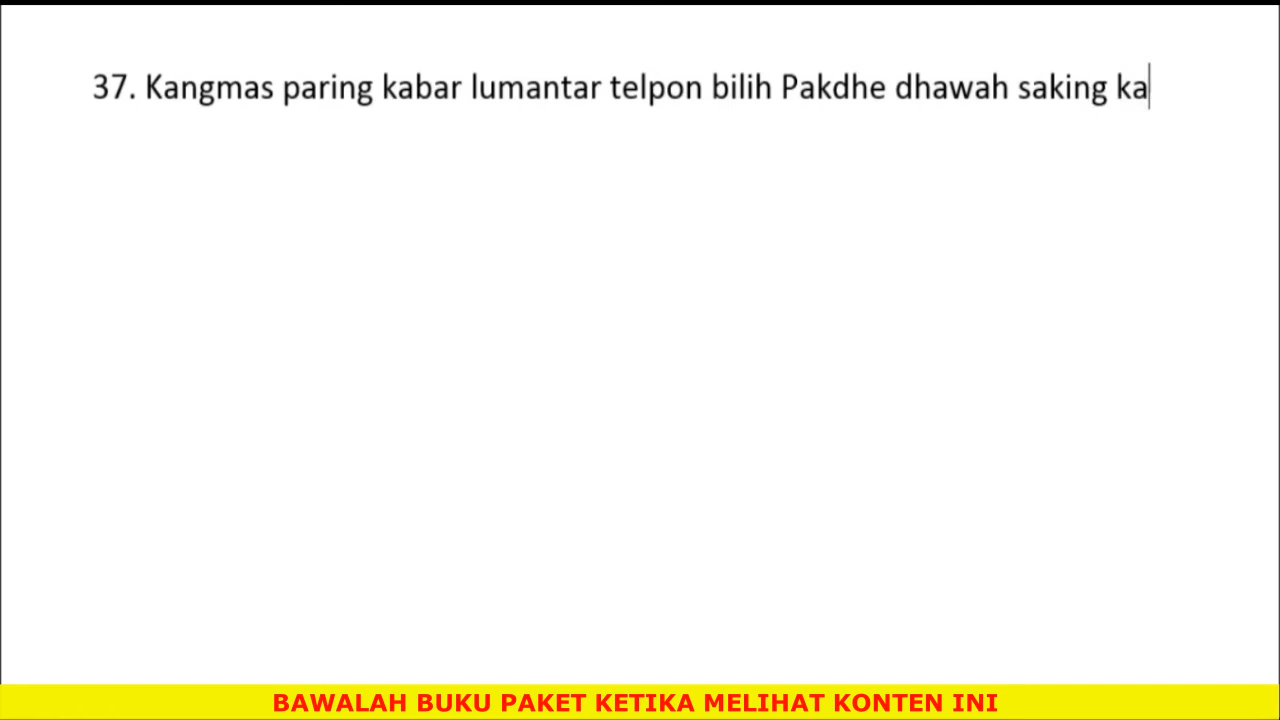 37. Kangmas paring kabar lumantar telpon bilih Pakdhe dhawah saking ka
BAWALAH BUKU PAKET KETIKA MELIHAT KONTEN INI